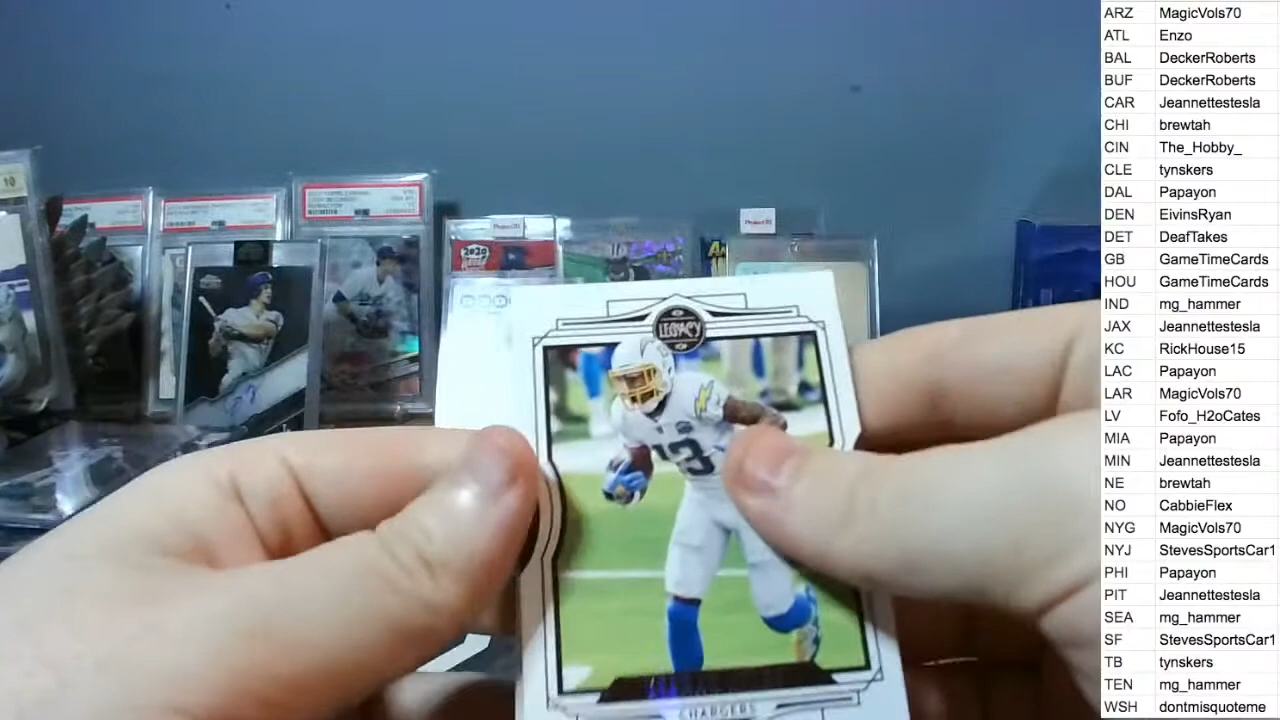 ARZ MagicVols70
ATL Enzo
BAL DeckerRoberts
BUF DeckerRoberts
CAR Jeannettestesla
CHI brewtah
CIN The_Hobby_
CLE tynskers
DAL Papayon
DEN EivinsRyan
DET DeafTakes
GB GameTimeCards
HOU GameTimeCards
IND mg_hammer
JAX Jeannettestesla
KC RickHouse15
LAC Papayon
LAR MagicVols70
LV Fofo_H2oCates
MIA Papayon
MIN Jeannettestesla
NE brewtah
NO CabbieFlex
NYG MagicVols70
NYJ StevesSportsCar1
PHI Papayon
PIT Jeannettestesla
SEA mg_hammer
SF StevesSportsCar1
TB tynskers
TEN mg_hammer
WSH dontmisquoteme
10
2020
LEGACY
13
CHARGERS